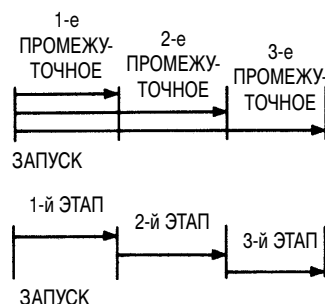 1-е
ПРОМЕЖУ-
ТОЧНОЕ
2-е
ПРОМЕЖУ-
ТОЧНОЕ
3-е
ПРОМЕЖУ-
ТОЧНОЕ
ЗАПУСК
1-й ЭТАП
2-й ЭТАП
3-й ЭТАП
ЗАПУСК